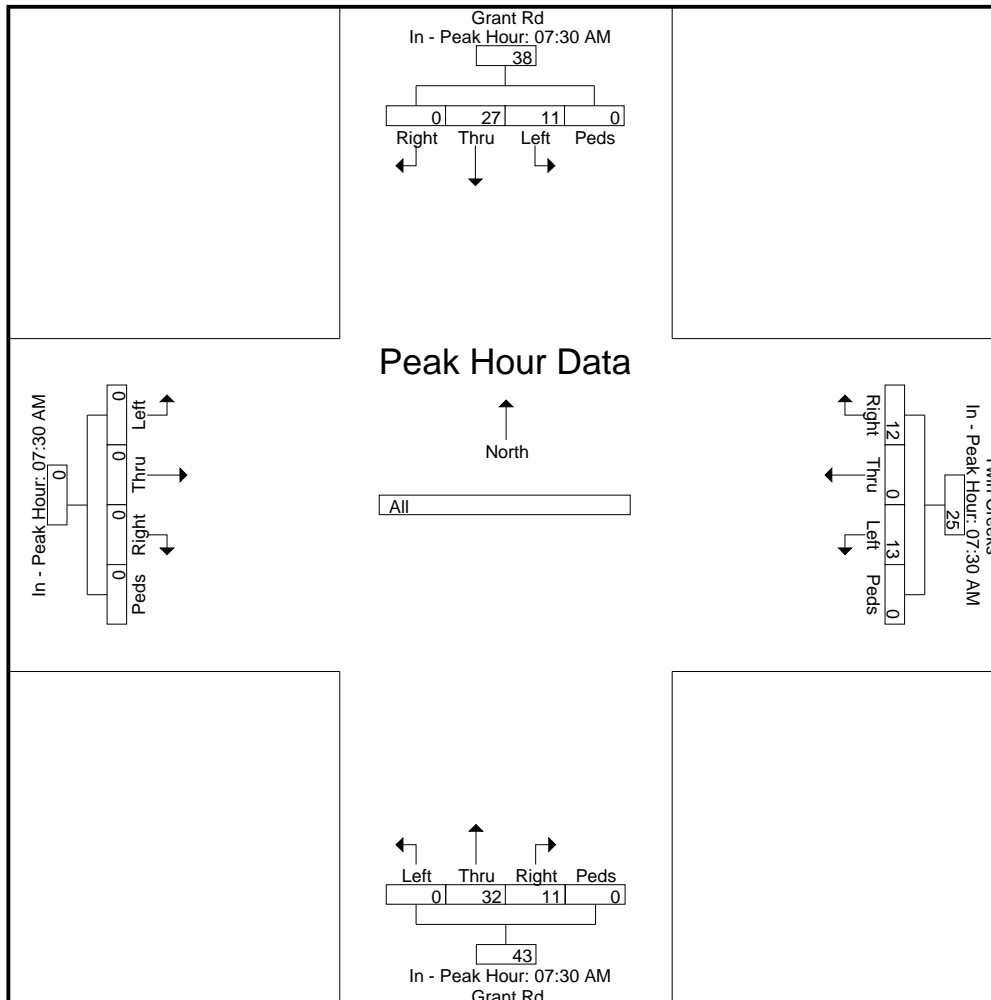 Grant Rd
In - Peak Hour: 07:30 AM
38
0 27 11 0
Right Thru Left Peds
Peak Hour Data
North
All
In - Peak Hour: 07:30 AM
0
0 0 0 0
Left Thru Right Peds
Twin Creeks
In - Peak Hour: 07:30 AM
25
12 0 13 0
Right Thru Left Peds
Left Thru Right Peds
0 32 11 0
43
In - Peak Hour: 07:30 AM
Grant Rd